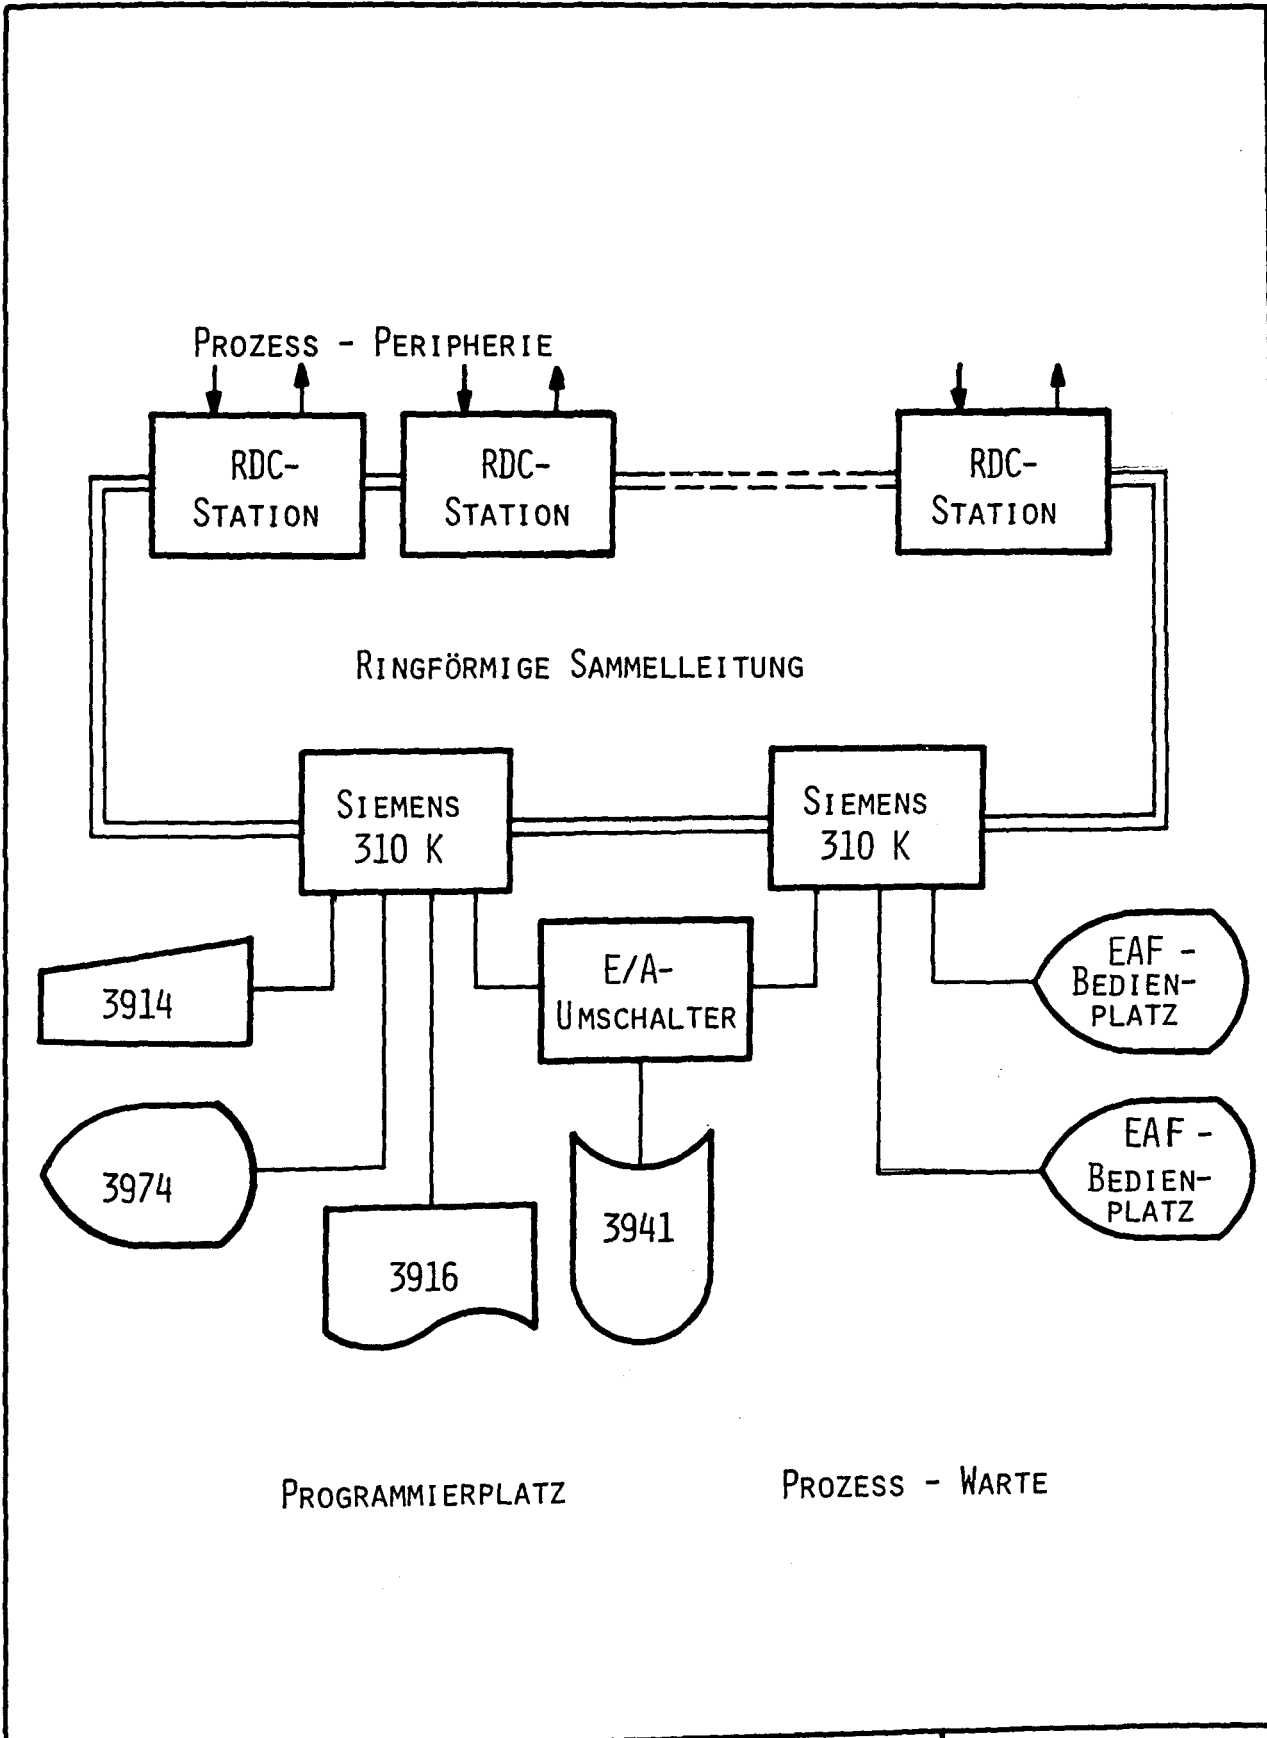 PROZESS - PERIPHERIE
RDC-
STATION
RDC-
STATION
RDC-
STATION
RINGFÖRMIGE SAMMELLEITUNG
SIEMENS
310 K
SIEMENS
310 K
3914
E/A-
UMSCHALTER
EAF -
BEDIEN-
PLATZ
3974
3916
3941
EAF -
BEDIEN-
PLATZ
PROGRAMMIERPLATZ
PROZESS - WARTE